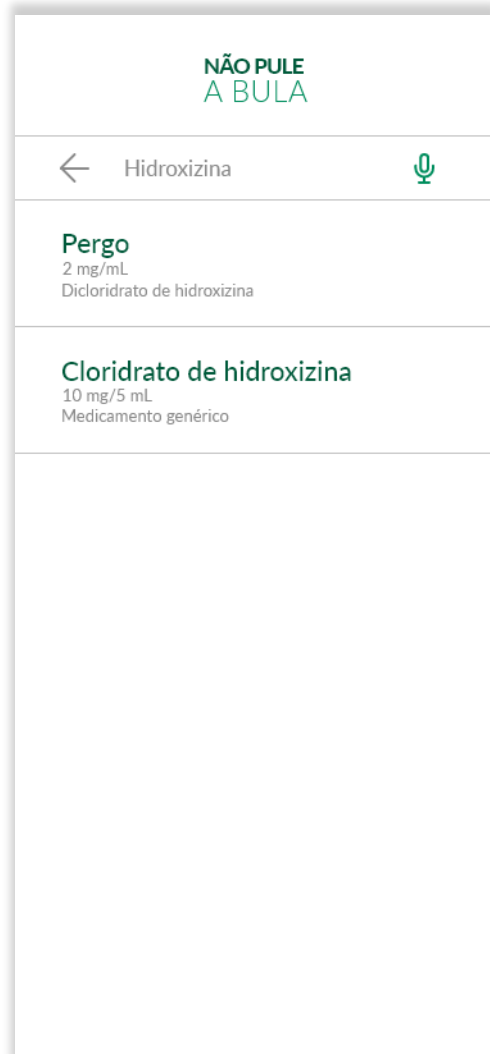 NÃO PULE
A BULA
Hidroxizina
Pergo
2 mg/mL
Dicloridrato de hidroxizina
Cloridrato de hidroxizina
10 mg/5 mL
Medicamento genérico